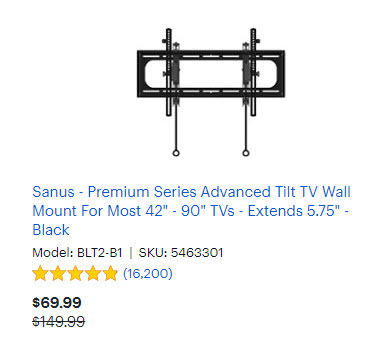 Sanus - Premium Series Advanced Tilt TV Wall
Mount For Most 42" - 90" TVs - Extends 5.75" -
Black
Model: BLT2-B1 | SKU: 5463301
(16,200)
$69.99
$149.99